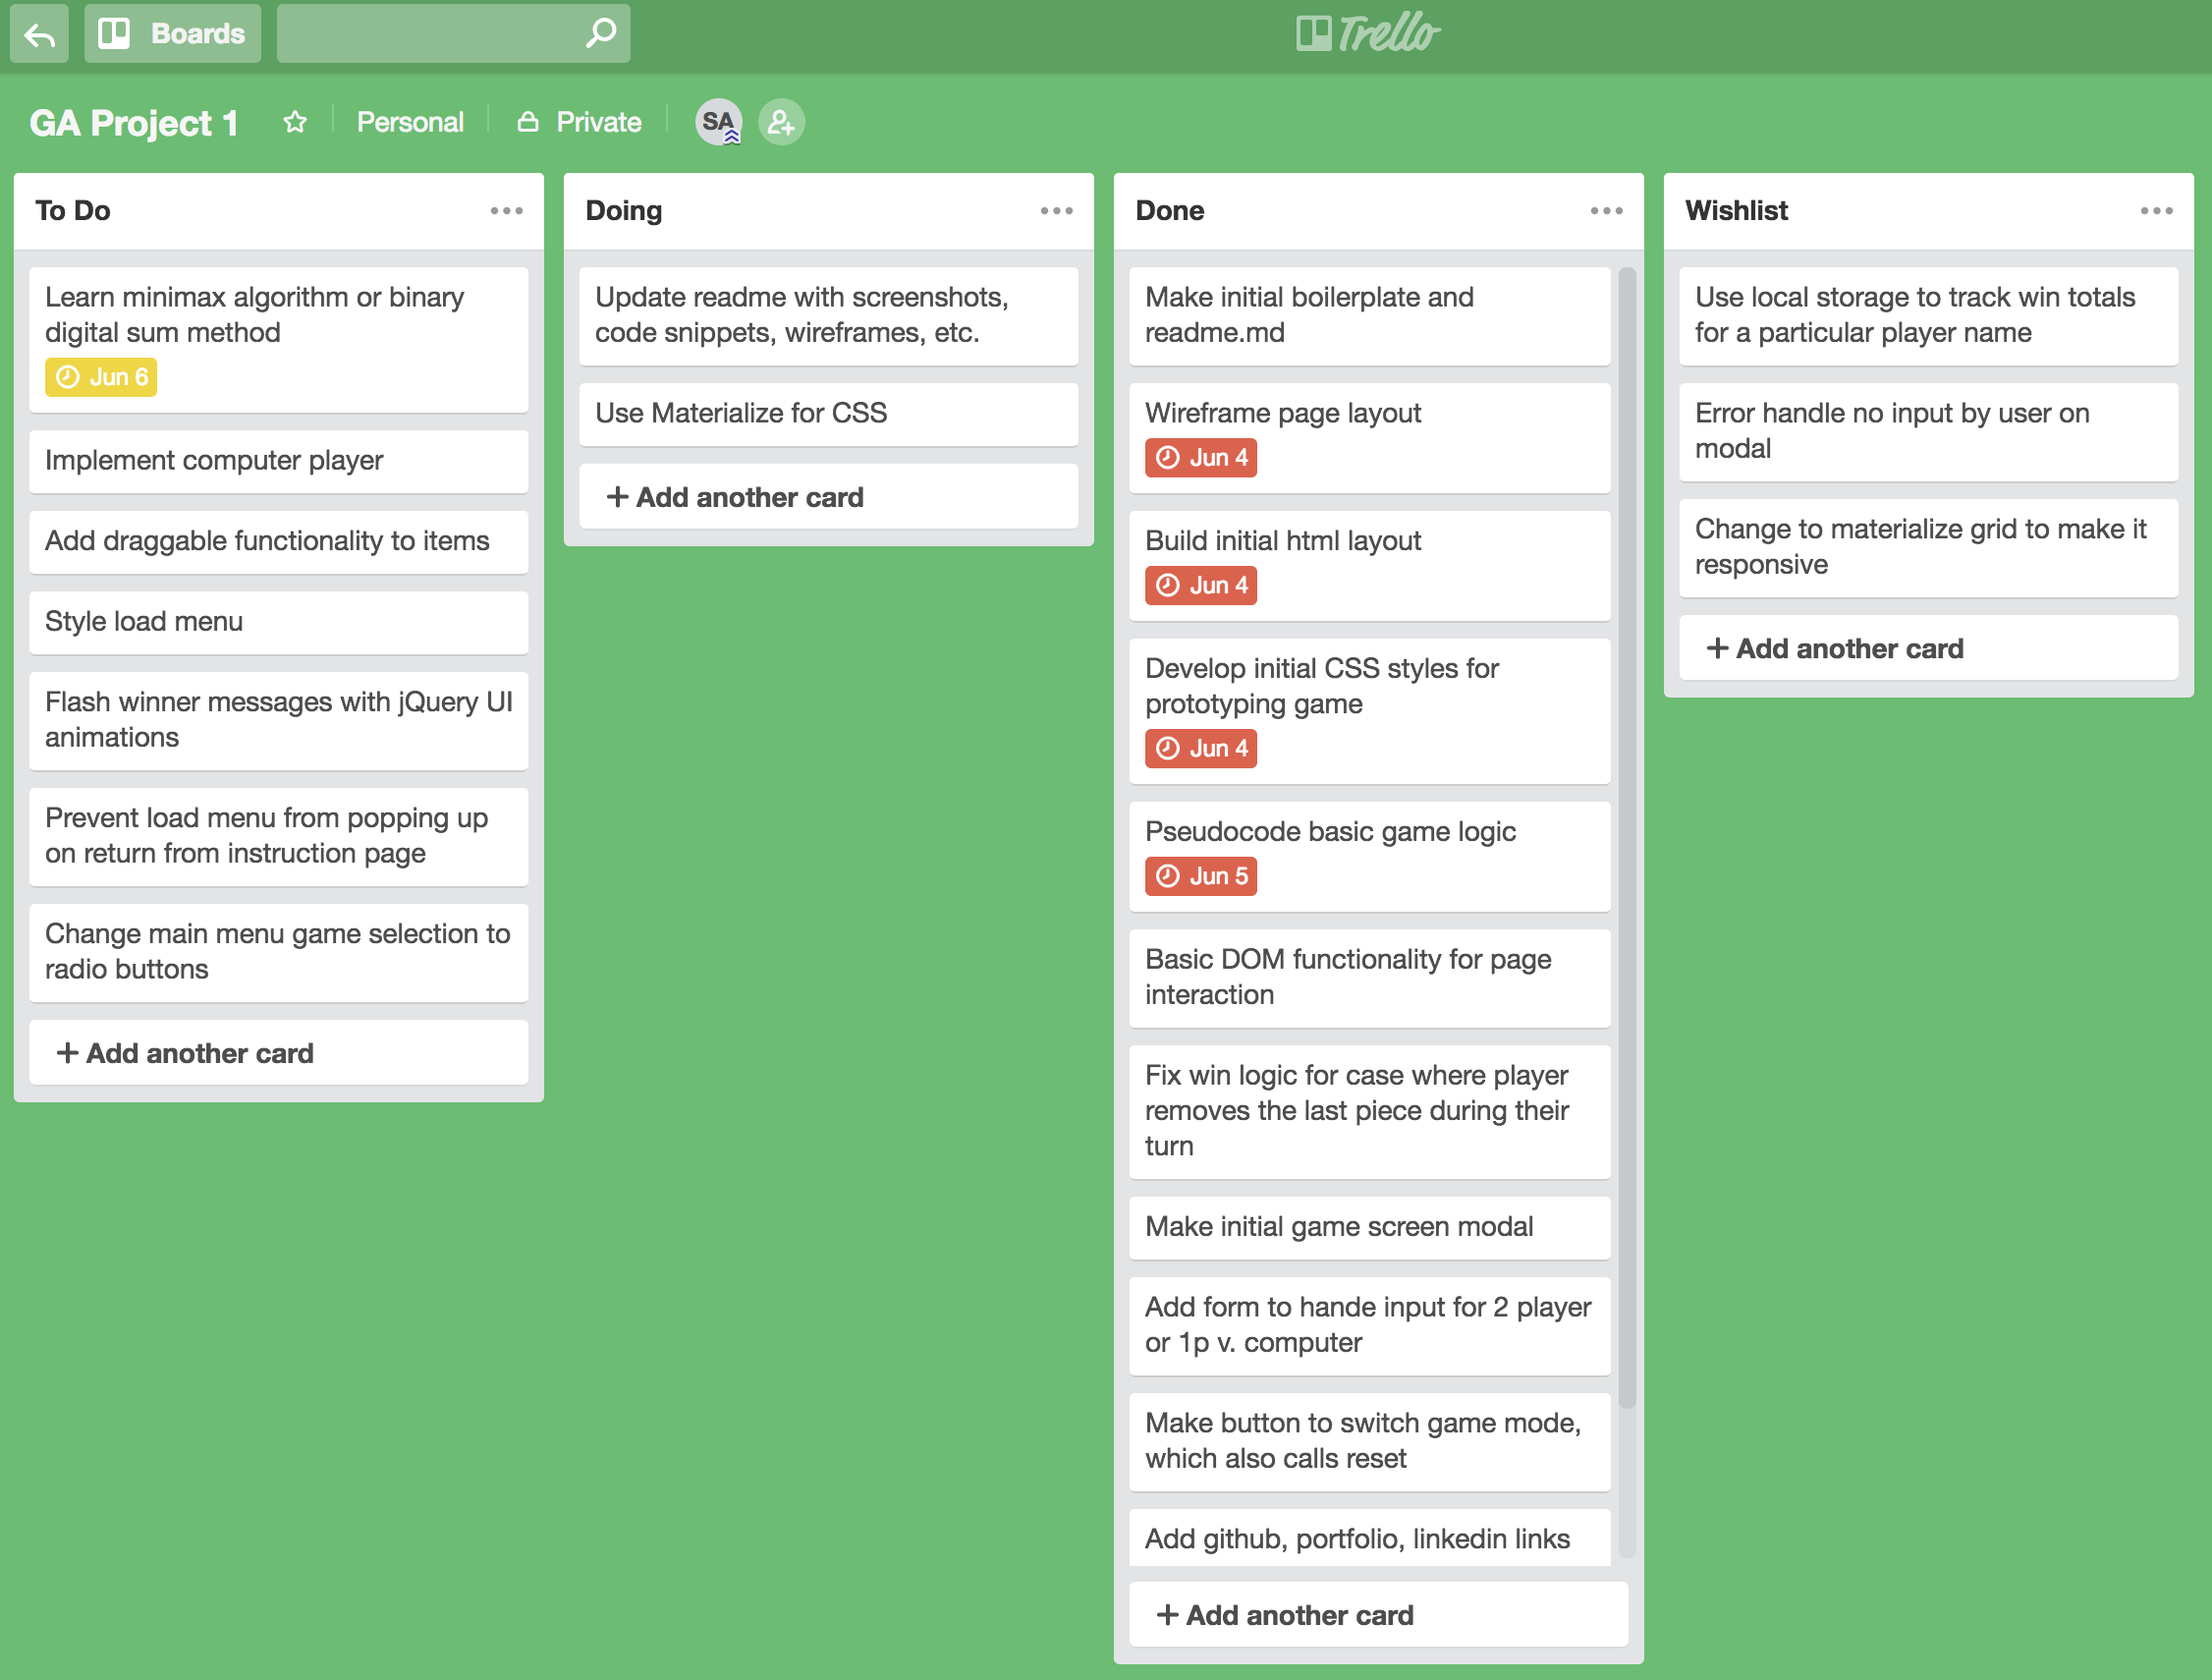 Boards
Trello
GA Project 1
Personal
Private
SA
To Do
Learn minimax algorithm or binary
digital sum method
Jun 6
Implement computer player
Add draggable functionality to items
Style load menu
Flash winner messages with jQuery UI
animations
Prevent load menu from popping up
on return from instruction page
Change main menu game selection to
radio buttons
+ Add another card
Doing
Update readme with screenshots,
code snippets, wireframes, etc.
Use Materialize for CSS
+ Add another card
Done
Make initial boilerplate and
readme.md
Wireframe page layout
Jun 4
Build initial html layout
Jun 4
Develop initial CSS styles for
prototyping game
Jun 4
Pseudocode basic game logic
Jun 5
Basic DOM functionality for page
interaction
Fix win logic for case where player
removes the last piece during their
turn
Make initial game screen modal
Add form to hande input for 2 player
or 1p v. computer
Make button to switch game mode,
which also calls reset
Add github, portfolio, linkedin links
+ Add another card
Wishlist
Use local storage to track win totals
for a particular player name
Error handle no input by user on
modal
Change to materialize grid to make it
responsive
+ Add another card